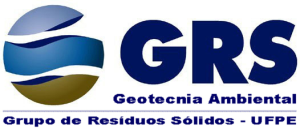 GRS
Geotecnia Ambiental
Grupo de Resíduos Sólidos - UFPE